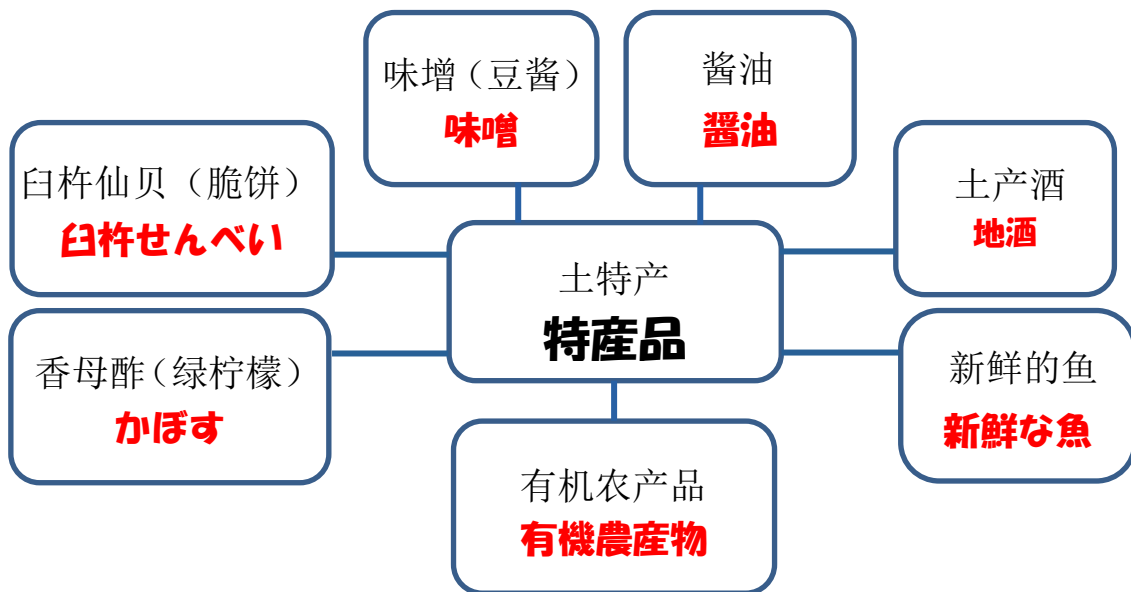 味增（豆酱）
味噌
酱油
醤油
臼杵仙贝（脆饼）
臼杵せんべい
土产酒
地酒
土特产
特産品
香母酢（绿柠檬）
かぼす
新鲜的鱼
新鮮な魚
有机农产品
有機農産物